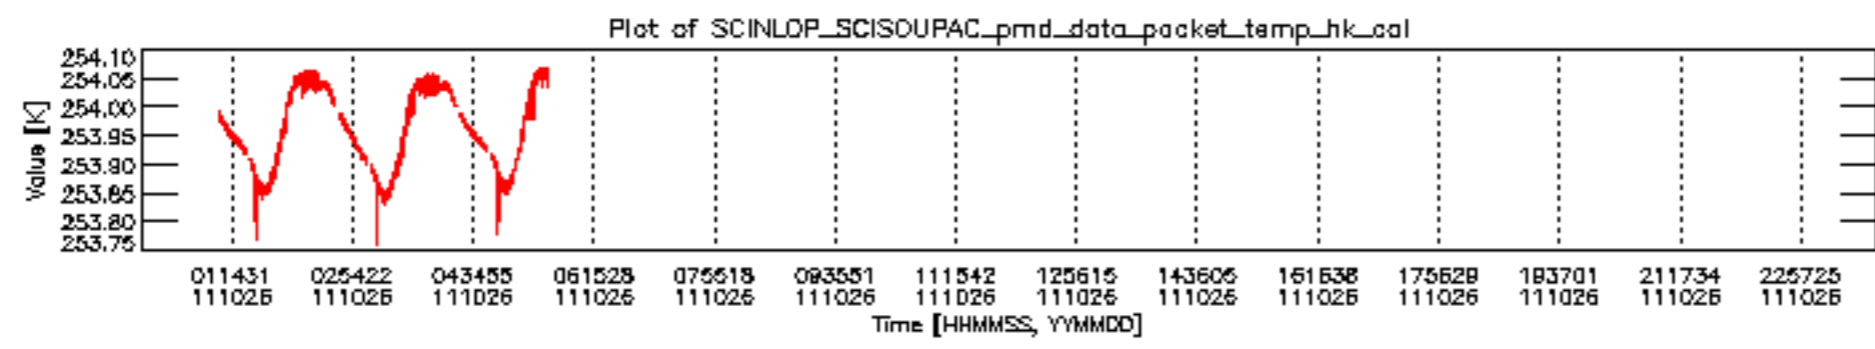 Plot of SCINLOP_SCISOUPAC_pmd_data_packet_temp_hk_cal
254.10
254.05
254.00
253.95
253.90
253.85
253.80
253.75
Value [K]
011431 025422 043455 061528 075518 093551 111542 125615 143605 161638 175629 193701 211734 225725
111026 111026 111026 111026 111026 111026 111026 111026 111026 111026 111026 111026 111026 111026
Time [HHMMSS, YYMMDD]